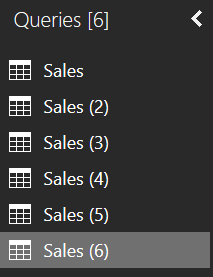 Queries [6]
Sales
Sales (2)
Sales (3)
Sales (4)
Sales (5)
Sales (6)